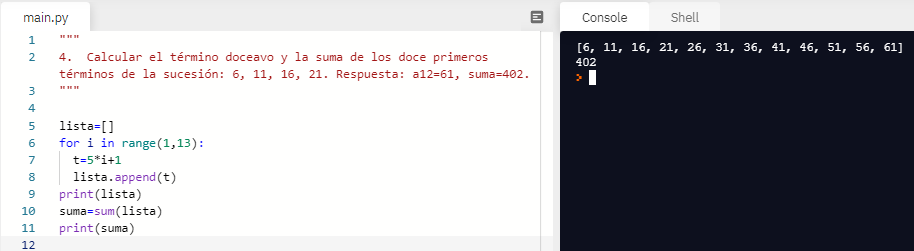 main.py
1 """
2 4.  Calcular el término doceavo y la suma de los doce primeros
términos de la sucesión: 6, 11, 16, 21. Respuesta: a12=61, suma=402.
3 """
4
5 lista=[]
6 for i in range(1,13):
7   t=5*i+1
8   lista.append(t)
9 print(lista)
10 suma=sum(lista)
11 print(suma)
12
Console Shell
[6, 11, 16, 21, 26, 31, 36, 41, 46, 51, 56, 61]
402
>